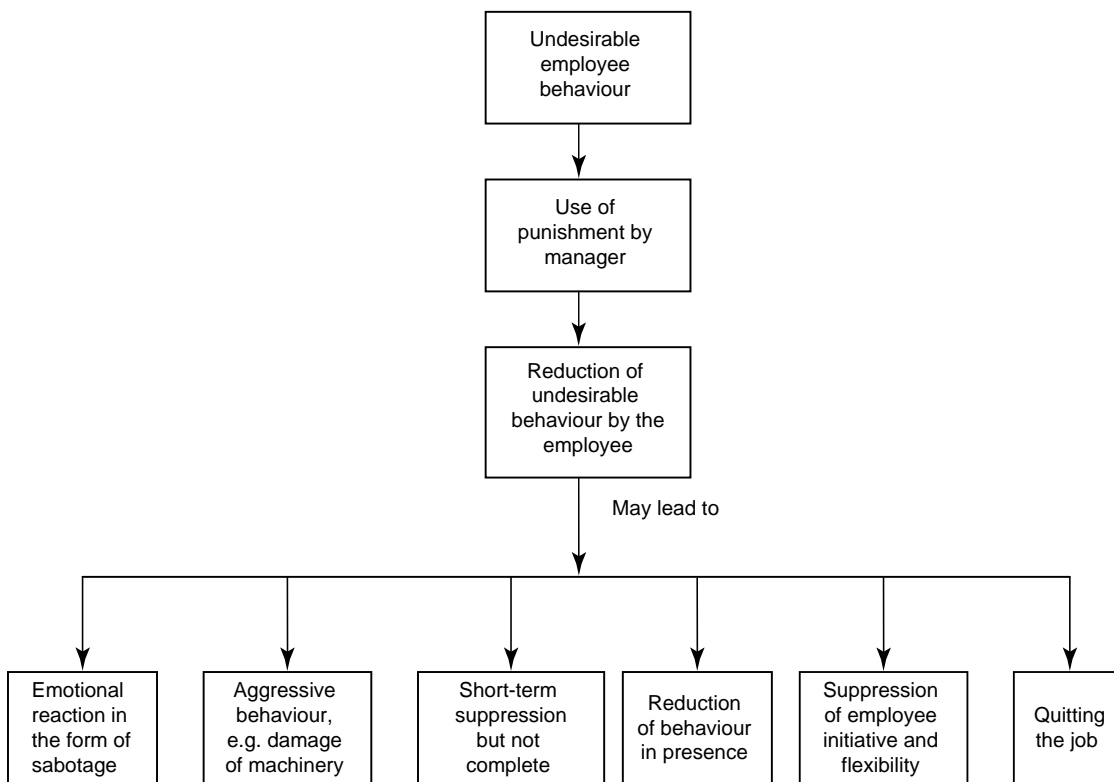 Undesirable
employee
behaviour
Use of
punishment by
manager
Reduction of
undesirable
behaviour by the
employee
May lead to
Emotional
reaction in
the form of
sabotage
Aggressive
behaviour,
e.g. damage
of machinery
Short-term
suppression
but not
complete
Reduction
of behaviour
in presence
Suppression
of employee
initiative and
flexibility
Quitting
the job